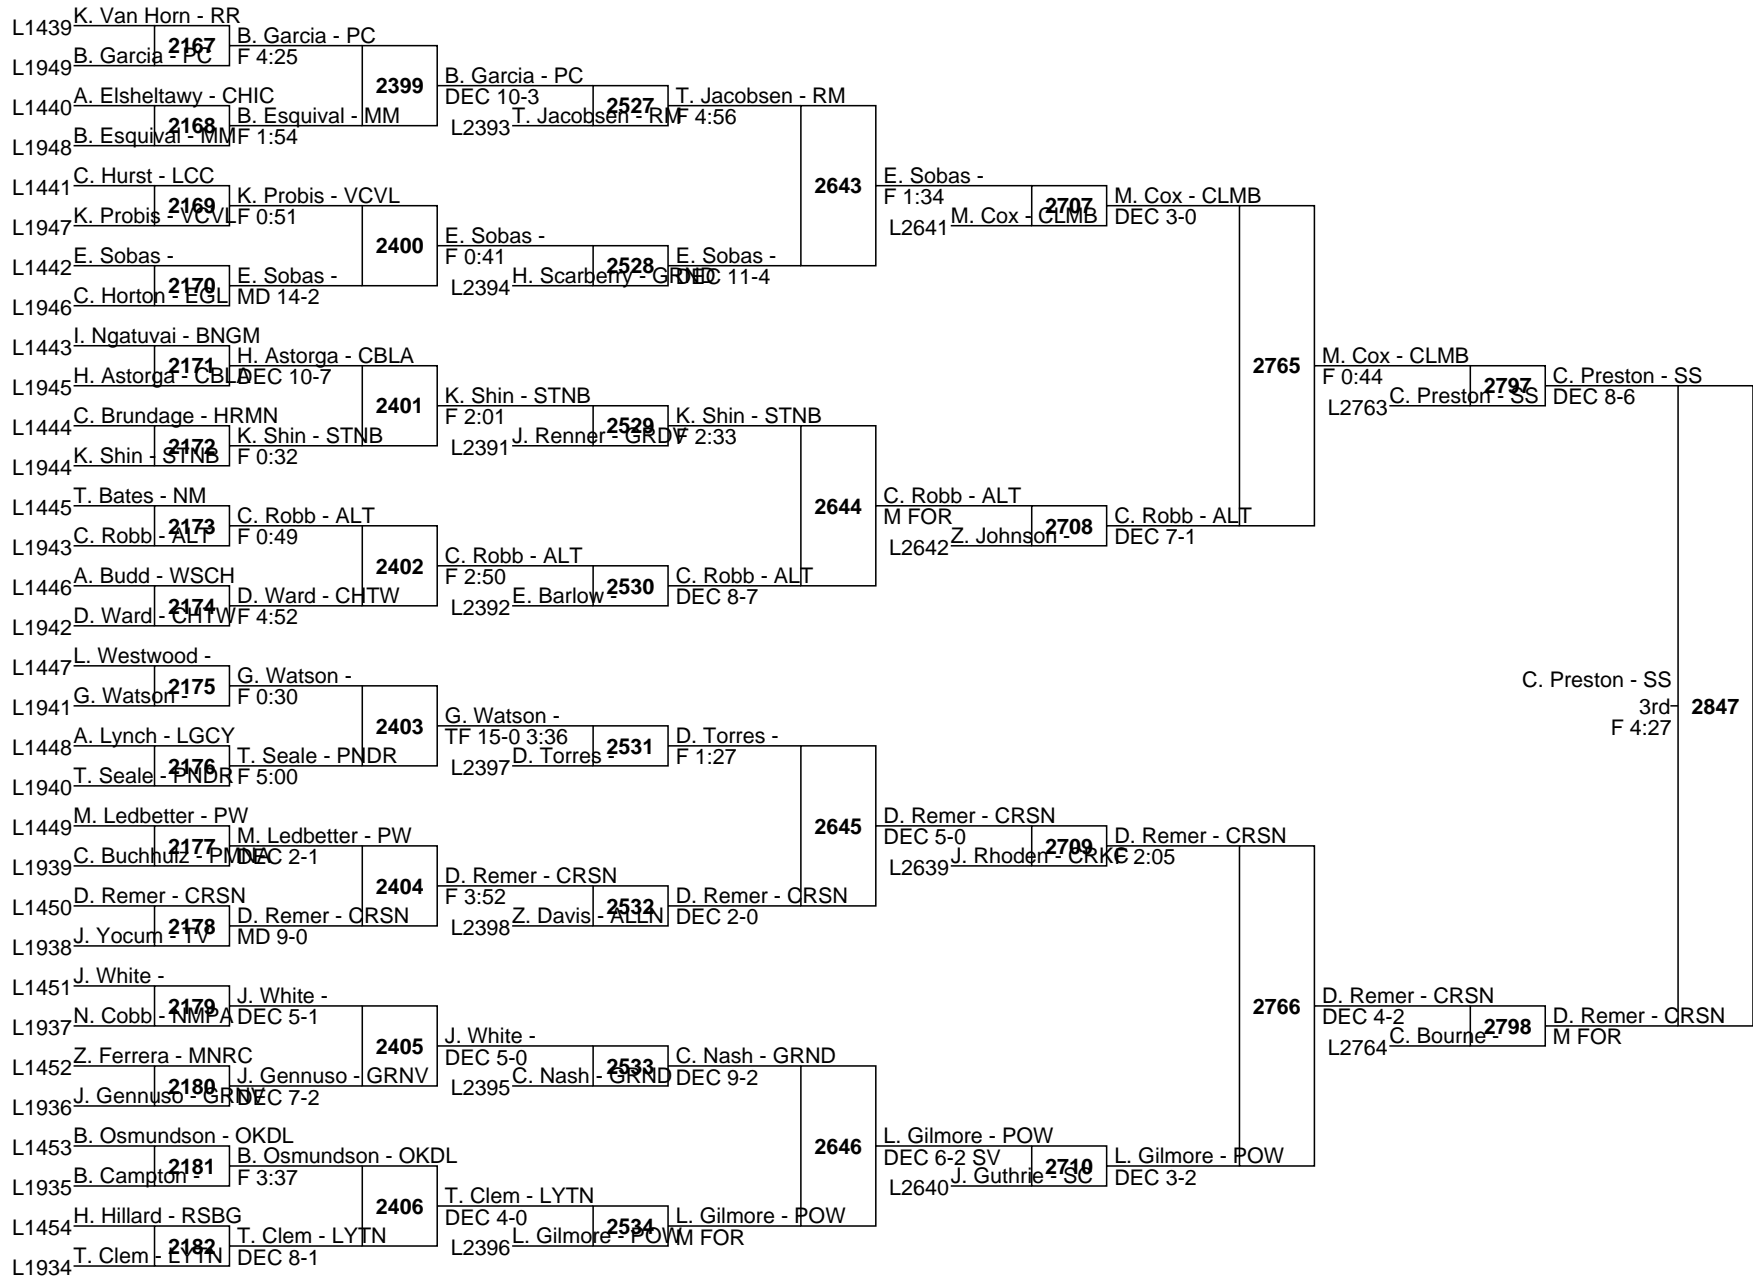 L1439 K. Van Horn - RR
2167
L1949 B. Garcia - PC
B. Garcia - PC
F 4:25
2399
L1440 A. Elsheltawy - CHIC
2168
L1948 B. Esquival - MM
B. Esquival - MM
F 1:54
B. Garcia - PC
DEC 10-3
2527
L2393 T. Jacobsen - RM
T. Jacobsen - RM
F 4:56
L1441 C. Hurst - LCC
2169
L1947 K. Probis - VCVL
K. Probis - VCVL
F 0:51
2400
L1442 E. Sobas -
2170
L1946 C. Horton - EGL
E. Sobas -
MD 14-2
E. Sobas -
F 0:41
2528
L2394 H. Scarberry - GRND
E. Sobas -
DEC 11-4
2643
E. Sobas -
F 1:34
2707
L2641 M. Cox - CLMB
M. Cox - CLMB
DEC 3-0
L1443 I. Ngatuvai - BNGM
2171
L1945 H. Astorga - CBLA
H. Astorga - CBLA
DEC 10-7
2401
L1444 C. Brundage - HRMN
2172
L1944 K. Shin - STNB
K. Shin - STNB
F 0:32
K. Shin - STNB
F 2:01
2529
L2391 J. Renner - GRDV
K. Shin - STNB
F 2:33
L1445 T. Bates - NM
2173
L1943 C. Robb - ALT
C. Robb - ALT
F 0:49
2402
L1446 A. Budd - WSCH
2174
L1942 D. Ward - CHTW
D. Ward - CHTW
F 4:52
C. Robb - ALT
F 2:50
2530
L2392 E. Barlow -
C. Robb - ALT
DEC 8-7
2644
C. Robb - ALT
M FOR
2708
L2642 Z. Johnson -
C. Robb - ALT
DEC 7-1
2765
M. Cox - CLMB
F 0:44
2797
L2763 C. Preston - SS
C. Preston - SS
DEC 8-6
L1447 L. Westwood -
2175
L1941 G. Watson -
G. Watson -
F 0:30
2403
L1448 A. Lynch - LGCY
2176
L1940 T. Seale - PNDR
T. Seale - PNDR
F 5:00
G. Watson -
TF 15-0 3:36
2531
L2397 D. Torres -
D. Torres -
F 1:27
L1449 M. Ledbetter - PW
2177
L1939 C. Buchhulz - PMNA
M. Ledbetter - PW
DEC 2-1
2404
L1450 D. Remer - CRSN
2178
L1938 J. Yocum - TV
D. Remer - CRSN
MD 9-0
D. Remer - CRSN
F 3:52
2532
L2398 Z. Davis - ALLN
D. Remer - CRSN
DEC 2-0
2645
D. Remer - CRSN
DEC 5-0
2709
L2639 J. Rhoden - CRKC
D. Remer - CRSN
F 2:05
L1451 J. White -
2179
L1937 N. Cobb - NMPA
J. White -
DEC 5-1
2405
L1452 Z. Ferrera - MNRC
2180
L1936 J. Gennuso - GRNV
J. Gennuso - GRNV
DEC 7-2
J. White -
DEC 5-0
2533
L2395 C. Nash - GRND
C. Nash - GRND
DEC 9-2
L1453 B. Osmundson - OKDL
2181
L1935 B. Campton -
B. Osmundson - OKDL
F 3:37
2406
L1454 H. Hillard - RSBG
2182
L1934 T. Clem - LYTN
T. Clem - LYTN
DEC 8-1
T. Clem - LYTN
DEC 4-0
2534
L2396 L. Gilmore - POW
L. Gilmore - POW
M FOR
2646
L. Gilmore - POW
DEC 6-2 SV
2710
L2640 J. Guthrie - SC
L. Gilmore - POW
DEC 3-2
2766
D. Remer - CRSN
DEC 4-2
2798
L2764 C. Bourne -
D. Remer - CRSN
M FOR
C. Preston - SS
3rd
F 4:27
2847